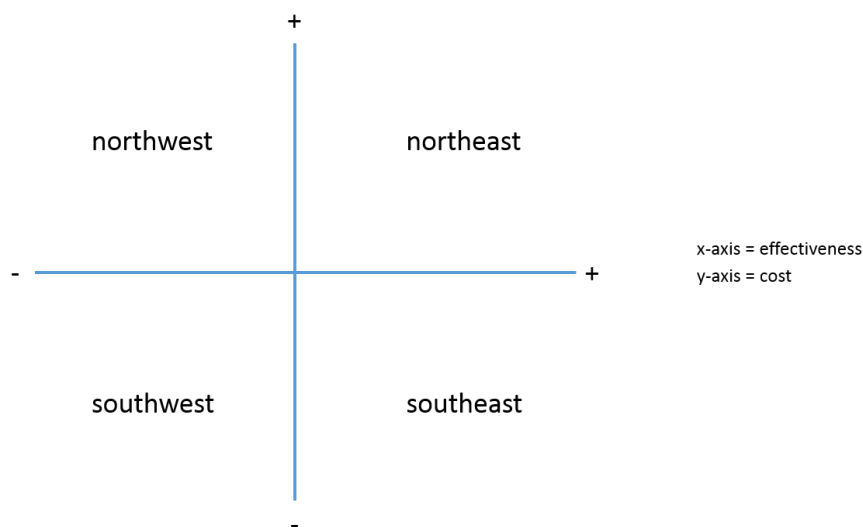 +
northwest northeast
x-axis = effectiveness
- +
y-axis = cost
southwest southeast
-